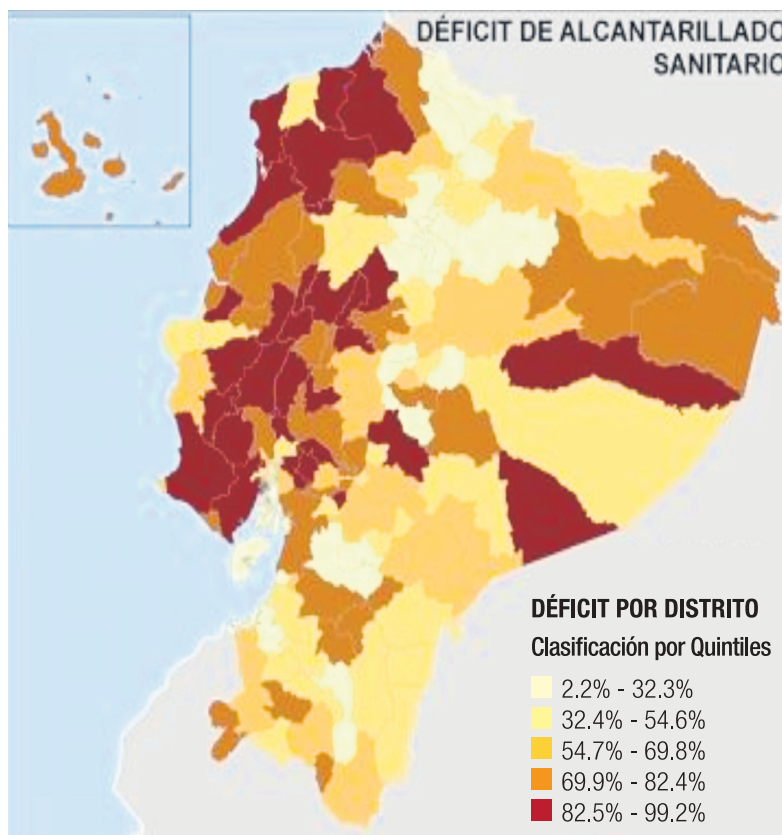 DÉFICIT DE ALCANTARILLADO
SANITARIO
DÉFICIT POR DISTRITO
Clasificación por Quintiles
2.2% - 32.3%
32.4% - 54.6%
54.7% - 69.8%
69.9% - 82.4%
82.5% - 99.2%